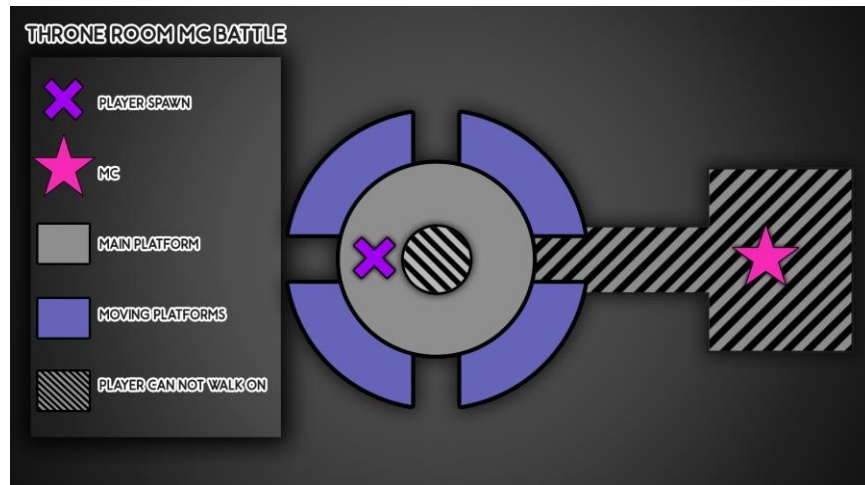 THRONE ROOM MC BATTLE
PLAYER SPAWN
MC
MAIN PLATFORM
MOVING PLATFORMS
PLAYER CAN NOT WALK ON